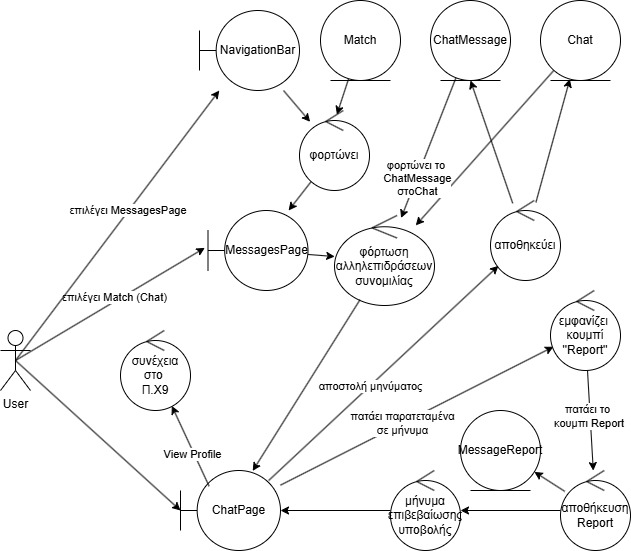 NavigationBar
Match
ChatMessage
Chat
φορτώνει
φορτώνει το
ChatMessage
στοChat
επιλέγει MessagesPage
MessagesPage
φόρτωση
αλληλεπιδράσεων
συνομιλίας
αποθηκεύει
επιλέγει Match (Chat)
User
συνέχεια
στο
Π.Χ9
αποστολή μηνύματος
εμφανίζει
κουμπί
"Report"
πατάει παρατεταμένα
σε μήνυμα
πατάει το
κουμπι Report
View Profile
MessageReport
ChatPage
μήνυμα
επιβεβαίωσης
υποβολής
αποθήκευση
Report